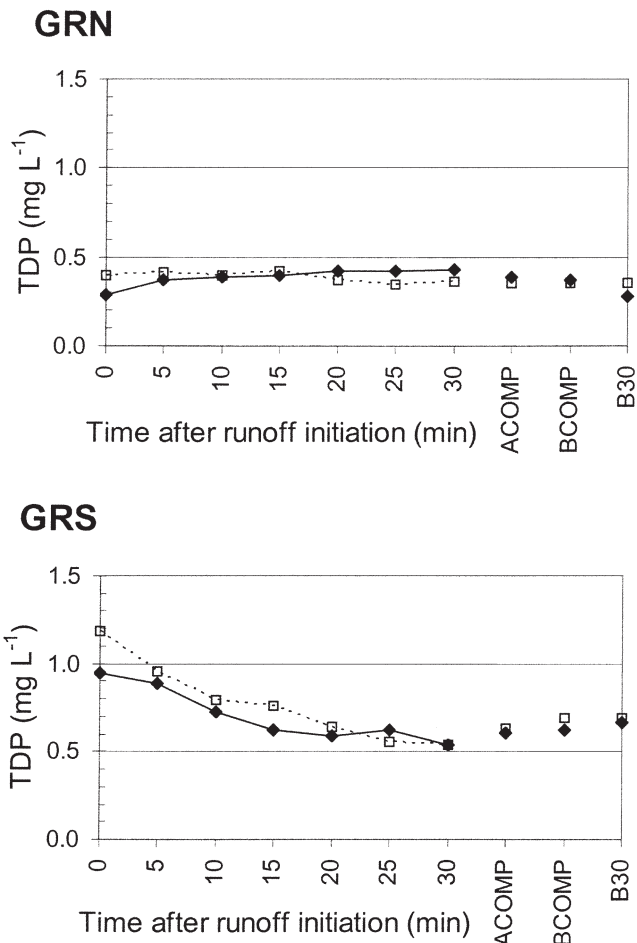 GRN
TDP (mg L-1)
1.5
1.0
0.5
0.0
0 5 10 15 20 25 30 ACOMP BCOMP B30
Time after runoff initiation (min)
GRS
TDP (mg L-1)
1.5
1.0
0.5
0.0
0 5 10 15 20 25 30 ACOMP BCOMP B30
Time after runoff initiation (min)